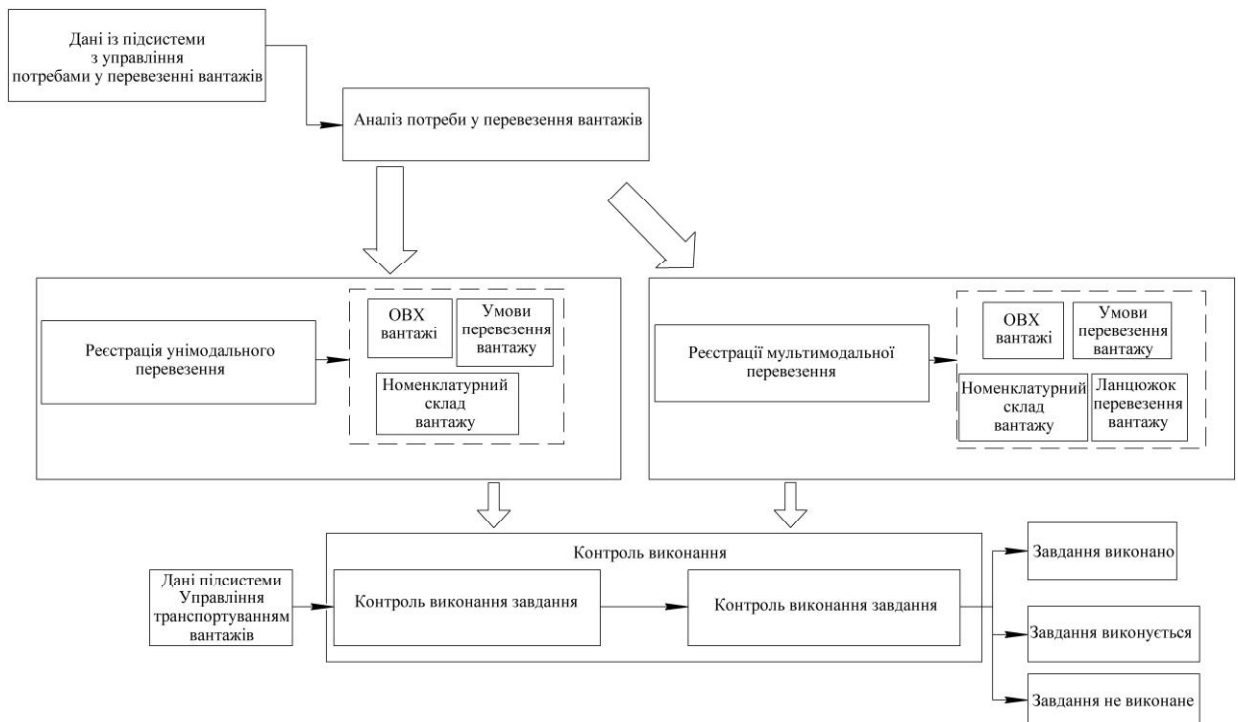 Дані із підсистеми
з управління
потребами у перевезенні вантажів
Аналіз потреби у перевезення вантажів
Реєстрація унімодального
перевезення
ОВХ
вантажі
Умови
перевезення
вантажу
Номенклатурний
склад
вантажу
Реєстрації мультимодальної
перевезення
ОВХ
вантажі
Умови
перевезення
вантажу
Номенклатурний
склад
вантажу
Ланцюжок
перевезення
вантажу
Контроль виконання
Дані підсистеми
Управління
транспортуванням
вантажів
Контроль виконання завдання
Контроль виконання завдання
Завдання виконано
Завдання виконується
Завдання не виконане